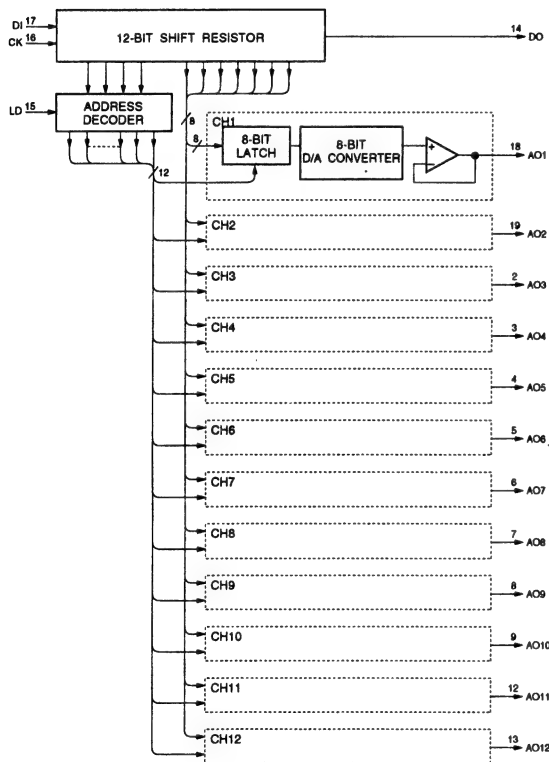 DI 17
CK 16
12-BIT SHIFT RESISTOR
14 DO
LD 15
ADDRESS
DECODER
8
8
12
CH1
8-BIT
LATCH
8-BIT
D/A CONVERTER
+
−
18 AO1
CH2
19 AO2
CH3
2 AO3
CH4
3 AO4
CH5
4 AO5
CH6
5 AO6
CH7
6 AO7
CH8
7 AO8
CH9
8 AO9
CH10
9 AO10
CH11
12 AO11
CH12
13 AO12